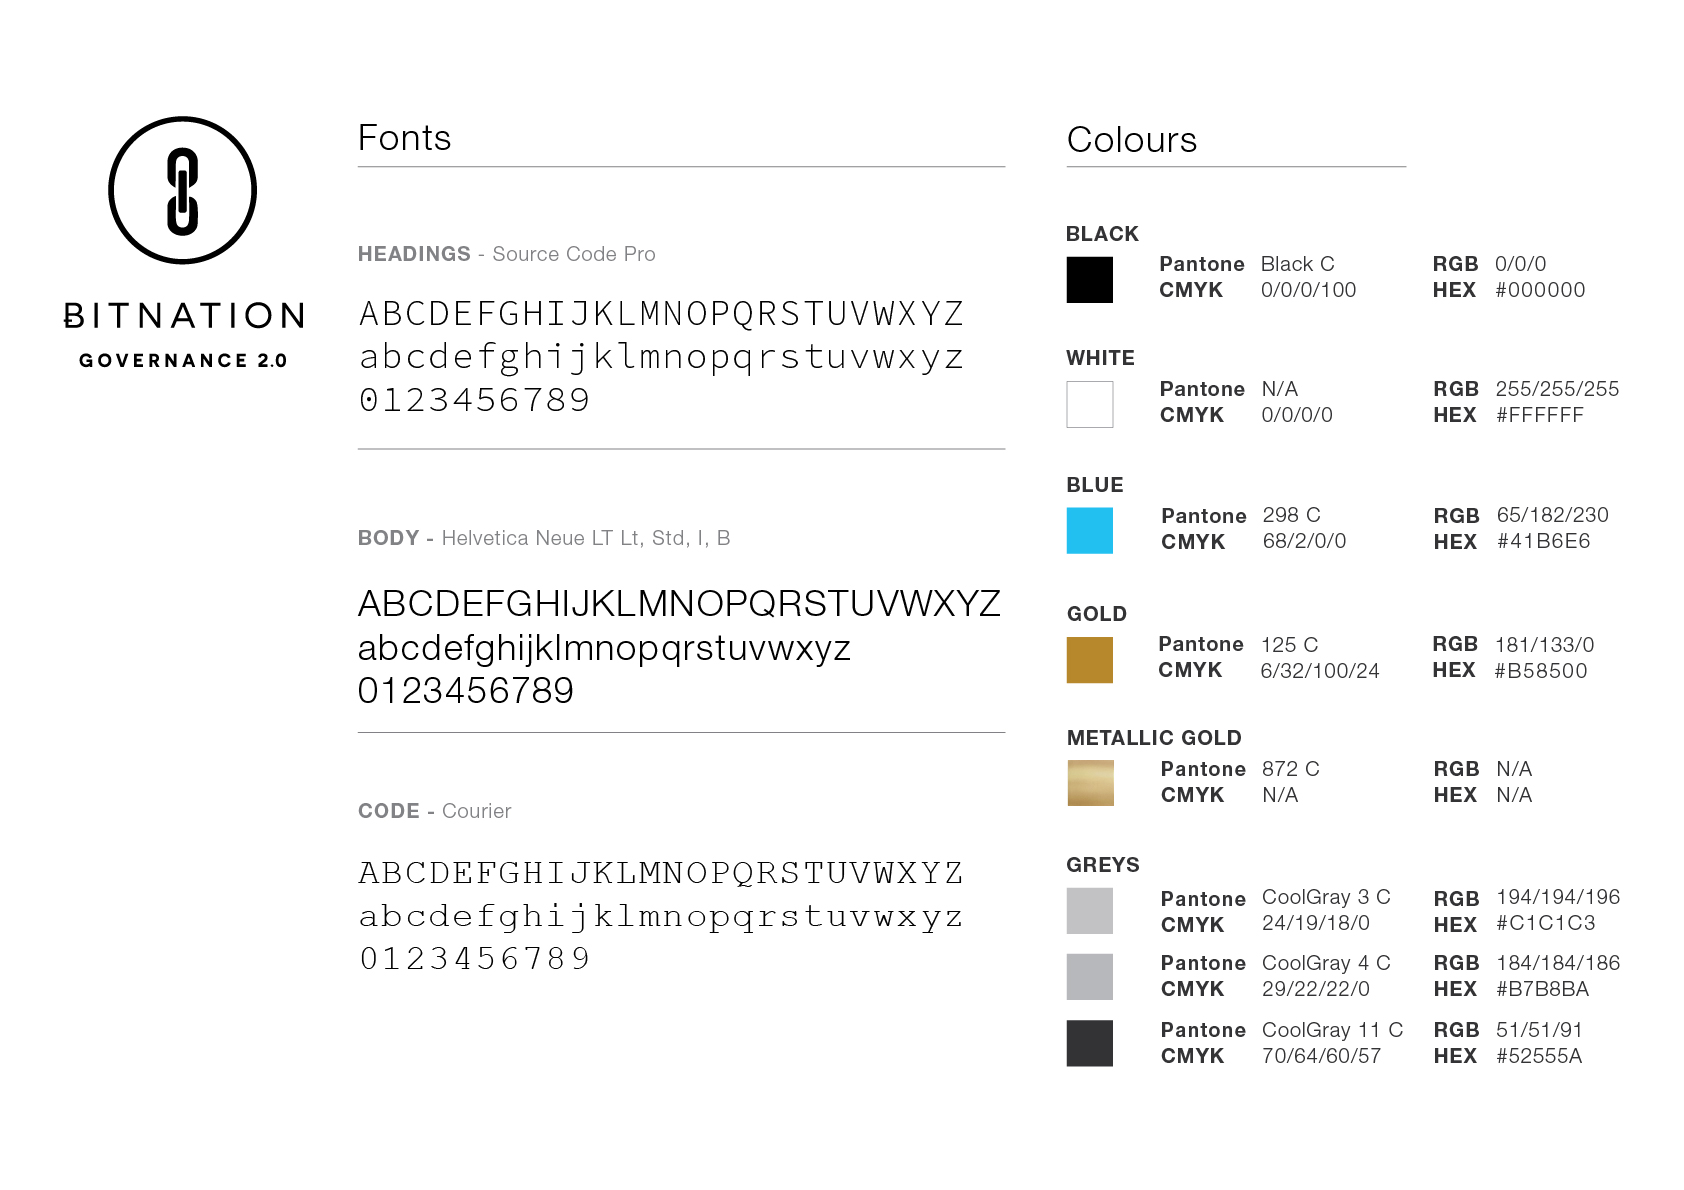 ɃITNATION
GOVERNANCE 2.0
Fonts
HEADINGS - Source Code Pro
ABCDEFGHIJKLMNOPQRSTUVWXYZ
abcdefghijklmnopqrstuvwxyz
0123456789
BODY - Helvetica Neue LT Lt, Std, I, B
ABCDEFGHIJKLMNOPQRSTUVWXYZ
abcdefghijklmnopqrstuvwxyz
0123456789
CODE - Courier
ABCDEFGHIJKLMNOPQRSTUVWXYZ
abcdefghijklmnopqrstuvwxyz
0123456789
Colours
BLACK
Pantone Black C RGB 0/0/0
CMYK 0/0/0/100 HEX #000000
WHITE
Pantone N/A RGB 255/255/255
CMYK 0/0/0/0 HEX #FFFFFF
BLUE
Pantone 298 C RGB 65/182/230
CMYK 68/2/0/0 HEX #41B6E6
GOLD
Pantone 125 C RGB 181/133/0
CMYK 6/32/100/24 HEX #B58500
METALLIC GOLD
Pantone 872 C RGB N/A
CMYK N/A HEX N/A
GREYS
Pantone CoolGray 3 C RGB 194/194/196
CMYK 24/19/18/0 HEX #C1C1C3
Pantone CoolGray 4 C RGB 184/184/186
CMYK 29/22/22/0 HEX #B7B8BA
Pantone CoolGray 11 C RGB 51/51/91
CMYK 70/64/60/57 HEX #52555A